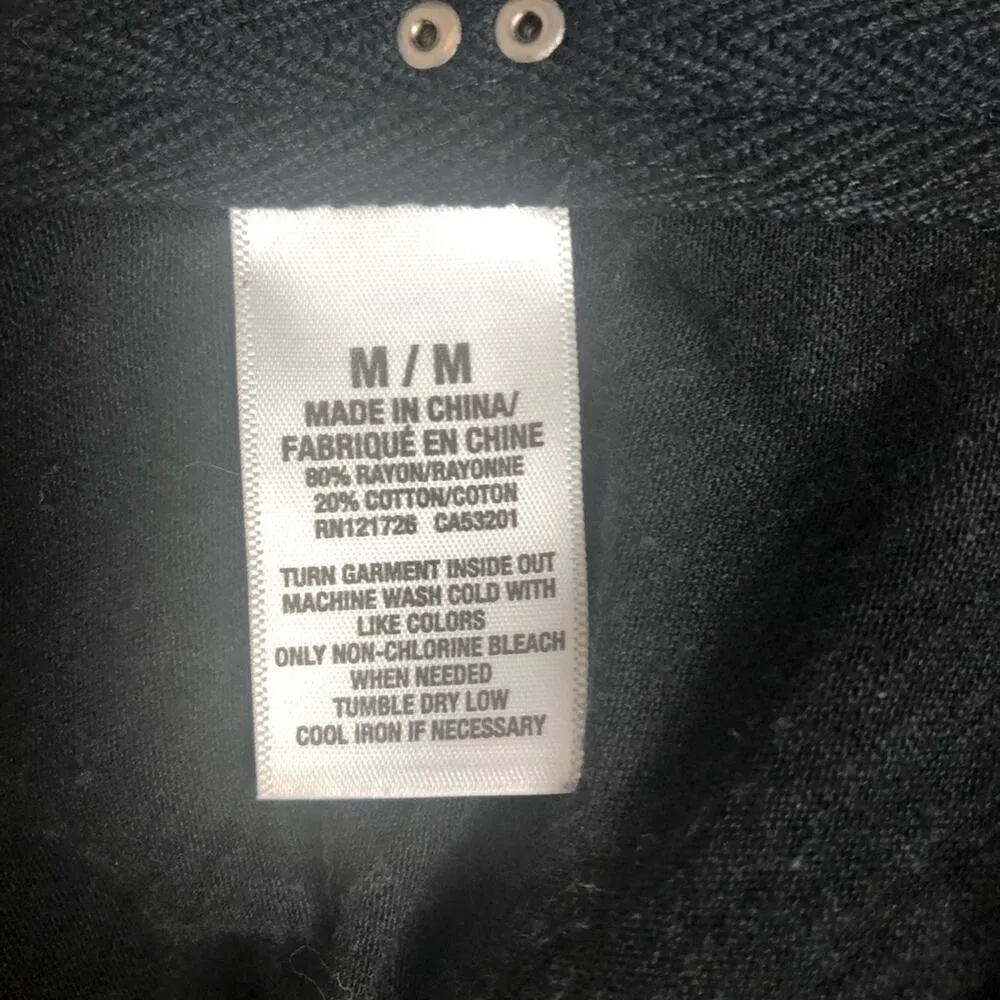 M / M
MADE IN CHINA/
FABRIQUÉ EN CHINE
80% RAYON/RAYONNE
20% COTTON/COTON
RN121726 CA53201
TURN GARMENT INSIDE OUT
MACHINE WASH COLD WITH
LIKE COLORS
ONLY NON-CHLORINE BLEACH
WHEN NEEDED
TUMBLE DRY LOW
COOL IRON IF NECESSARY